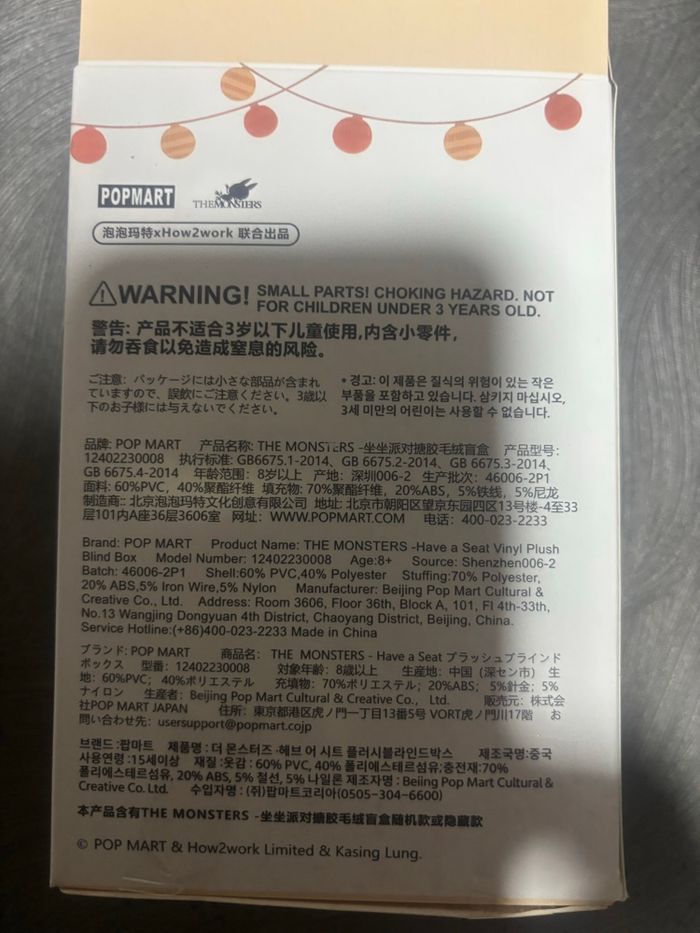 POPMART
THE MONSTERS
泡泡玛特xHow2work 联合出品
WARNING! SMALL PARTS! CHOKING HAZARD. NOT
FOR CHILDREN UNDER 3 YEARS OLD.
警告: 产品不适合3岁以下儿童使用,内含小零件,
请勿吞食以免造成窒息的风险。
ご注意: パッケージには小さな部品が含まれ
ていますので、誤飲にご注意ください。3歳以
下のお子様には与えないでください。
* 경고: 이 제품은 질식의 위험이 있는 작은
부품을 포함하고 있습니다. 삼키지 마십시오,
3세 미만의 어린이는 사용할 수 없습니다.
品牌: POP MART 产品名称: THE MONSTERS -坐坐派对搪胶毛绒盲盒 产品型号:
12402230008 执行标准: GB6675.1-2014、GB 6675.2-2014、GB 6675.3-2014、
GB 6675.4-2014 年龄范围: 8岁以上 产地: 深圳006-2 生产批次: 46006-2P1
面料: 60%PVC, 40%聚酯纤维 填充物: 70%聚酯纤维, 20%ABS, 5%铁线, 5%尼龙
制造商:: 北京泡泡玛特文化创意有限公司 地址: 北京市朝阳区望京东园四区13号楼-4至33
层101内A座36层3606室 网址: WWW.POPMART.COM 电话: 400-023-2233
Brand: POP MART Product Name: THE MONSTERS -Have a Seat Vinyl Plush
Blind Box Model Number: 12402230008 Age:8+ Source: Shenzhen006-2
Batch: 46006-2P1 Shell:60% PVC,40% Polyester Stuffing:70% Polyester,
20% ABS,5% Iron Wire,5% Nylon Manufacturer: Beijing Pop Mart Cultural &
Creative Co., Ltd. Address: Room 3606, Floor 36th, Block A, 101, Fl 4th-33th,
No.13 Wangjing Dongyuan 4th District, Chaoyang District, Beijing, China.
Service Hotline:(+86)400-023-2233 Made in China
ブランド: POP MART 商品名: THE MONSTERS - Have a Seat プラッシュブラインド
ボックス 型番: 12402230008 対象年齢: 8歳以上 生産地: 中国 (深セン市) 生
地: 60%PVC; 40%ポリエステル 充填物: 70%ポリエステル; 20%ABS; 5%針金; 5%
ナイロン 生産者: Beijing Pop Mart Cultural & Creative Co., Ltd. 販売元: 株式会
社POP MART JAPAN 住所: 東京都港区虎ノ門一丁目13番5号 VORT虎ノ門川17階 お
問い合わせ先: usersupport@popmart.cojp
브랜드 :팝마트 제품명 : 더 몬스터즈 -헤브 어 시트 플러시블라인드박스 제조국명:중국
사용연령 :15세이상 재질 :옷감 : 60% PVC, 40% 폴리에스테르섬유;충전재:70%
폴리에스테르섬유, 20% ABS, 5% 철선, 5% 나일론 제조자명 : Beijing Pop Mart Cultural &
Creative Co. Ltd. 수입자명 : (주)팝마트코리아(0505-304-6600)
本产品含有THE MONSTERS -坐坐派对搪胶毛绒盲盒随机款或隐藏款
© POP MART & How2work Limited & Kasing Lung.